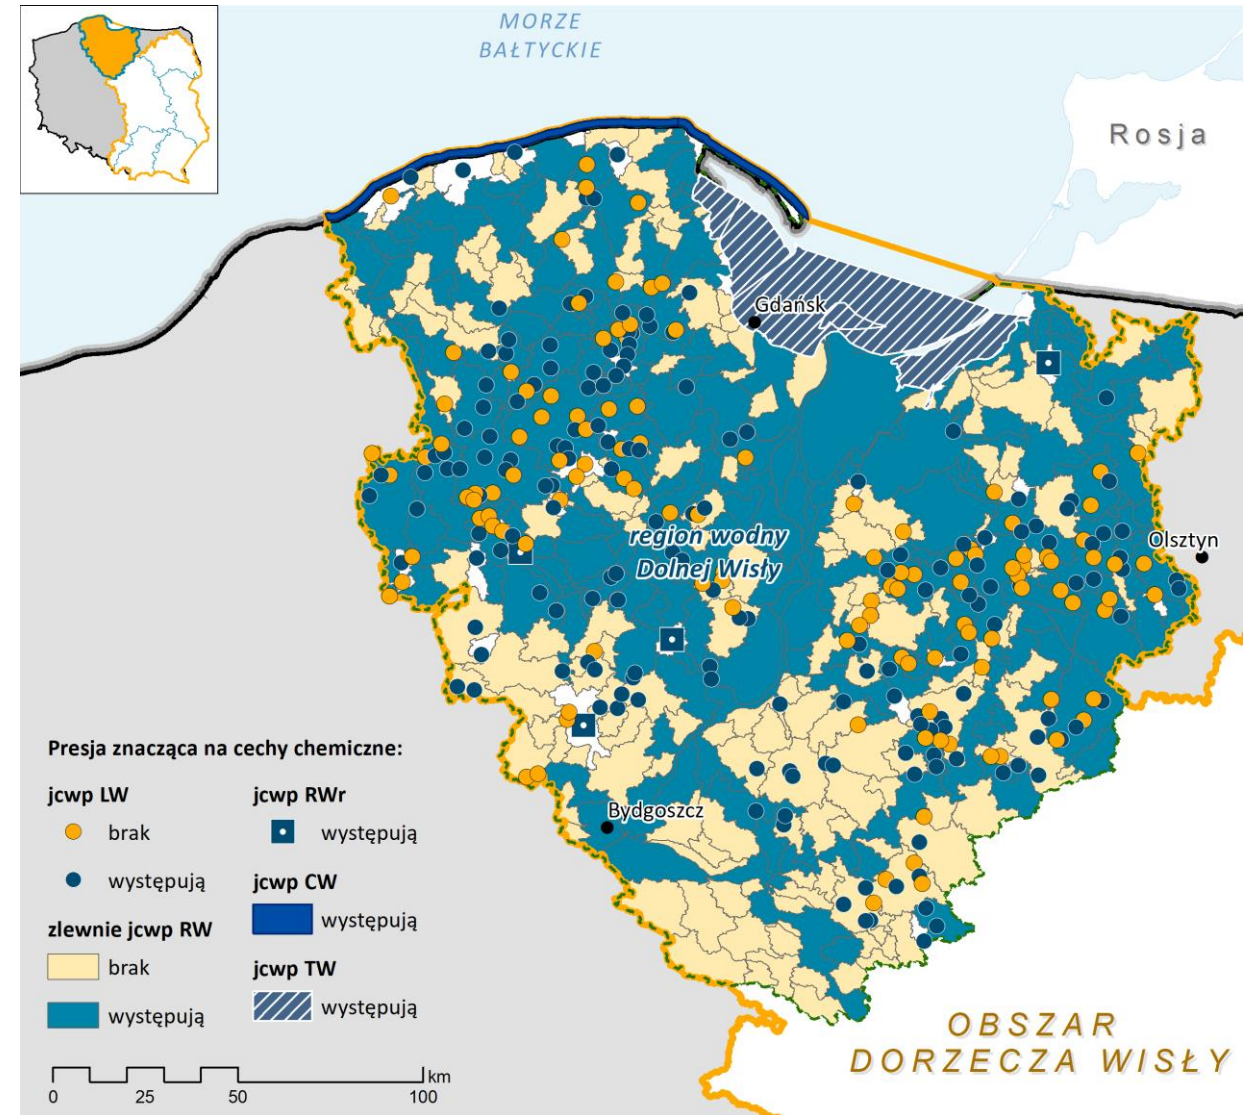 MORZE
BAŁTYCKIE
Rosja
Gdańsk
region wodny
Dolnej Wisły
Olsztyn
Bydgoszcz
Presja znacząca na cechy chemiczne:
jcwp LW
brak
występują
zlewnie jcwp RW
brak
występują
jcwp RWr
występują
jcwp CW
występują
jcwp TW
występują
km
0 25 50 100
OBSZAR
DORZECZA WISŁY